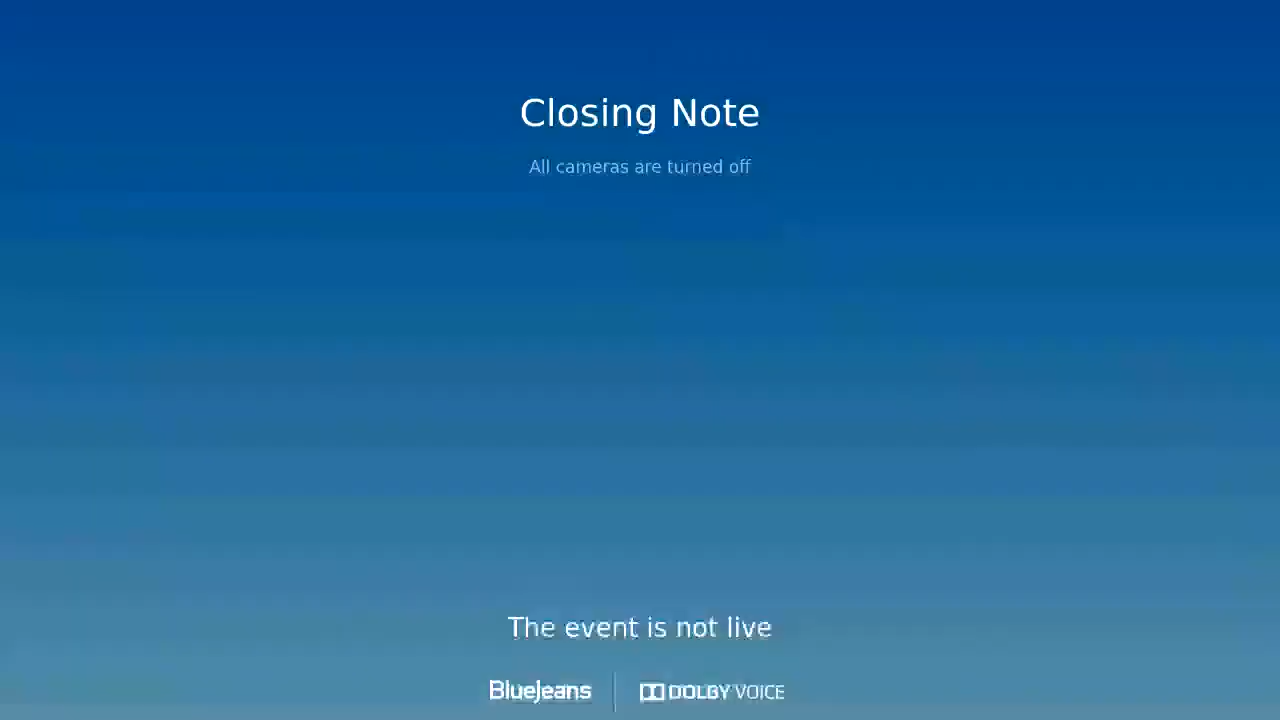 Closing Note
All cameras are turned off
The event is not live
BlueJeans
DOLBY VOICE